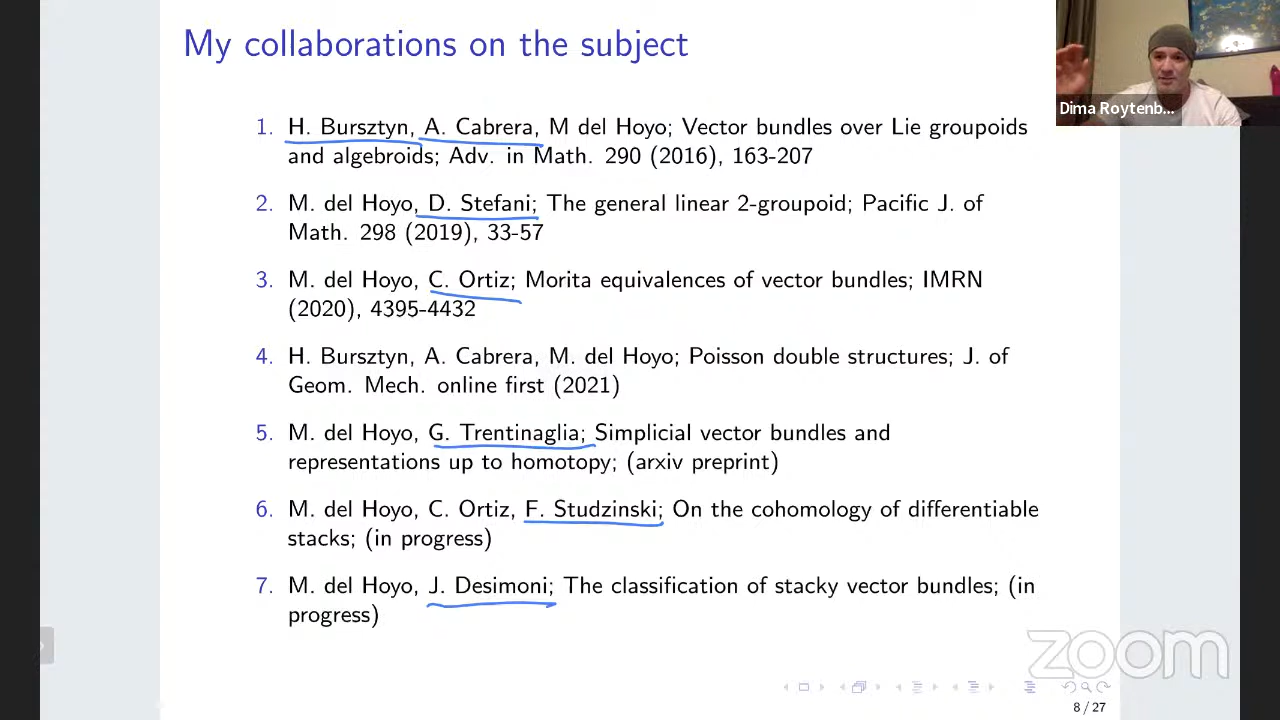 My collaborations on the subject
Dima Roytenb...
1. H. Bursztyn, A. Cabrera, M del Hoyo; Vector bundles over Lie groupoids
and algebroids; Adv. in Math. 290 (2016), 163-207
2. M. del Hoyo, D. Stefani; The general linear 2-groupoid; Pacific J. of
Math. 298 (2019), 33-57
3. M. del Hoyo, C. Ortiz; Morita equivalences of vector bundles; IMRN
(2020), 4395-4432
4. H. Bursztyn, A. Cabrera, M. del Hoyo; Poisson double structures; J. of
Geom. Mech. online first (2021)
5. M. del Hoyo, G. Trentinaglia; Simplicial vector bundles and
representations up to homotopy; (arxiv preprint)
6. M. del Hoyo, C. Ortiz, F. Studzinski; On the cohomology of differentiable
stacks; (in progress)
7. M. del Hoyo, J. Desimoni; The classification of stacky vector bundles; (in
progress)
zoom
8 / 27